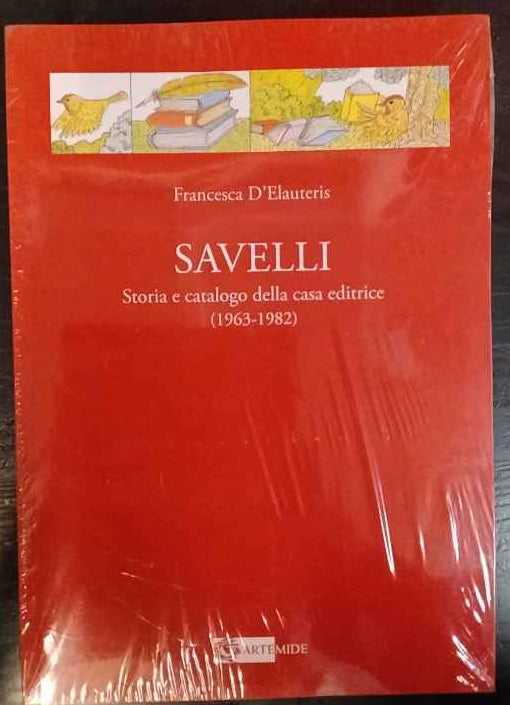 Francesca D'Elauteris
SAVELLI
Storia e catalogo della casa editrice
(1963-1982)
ARTEMIDE